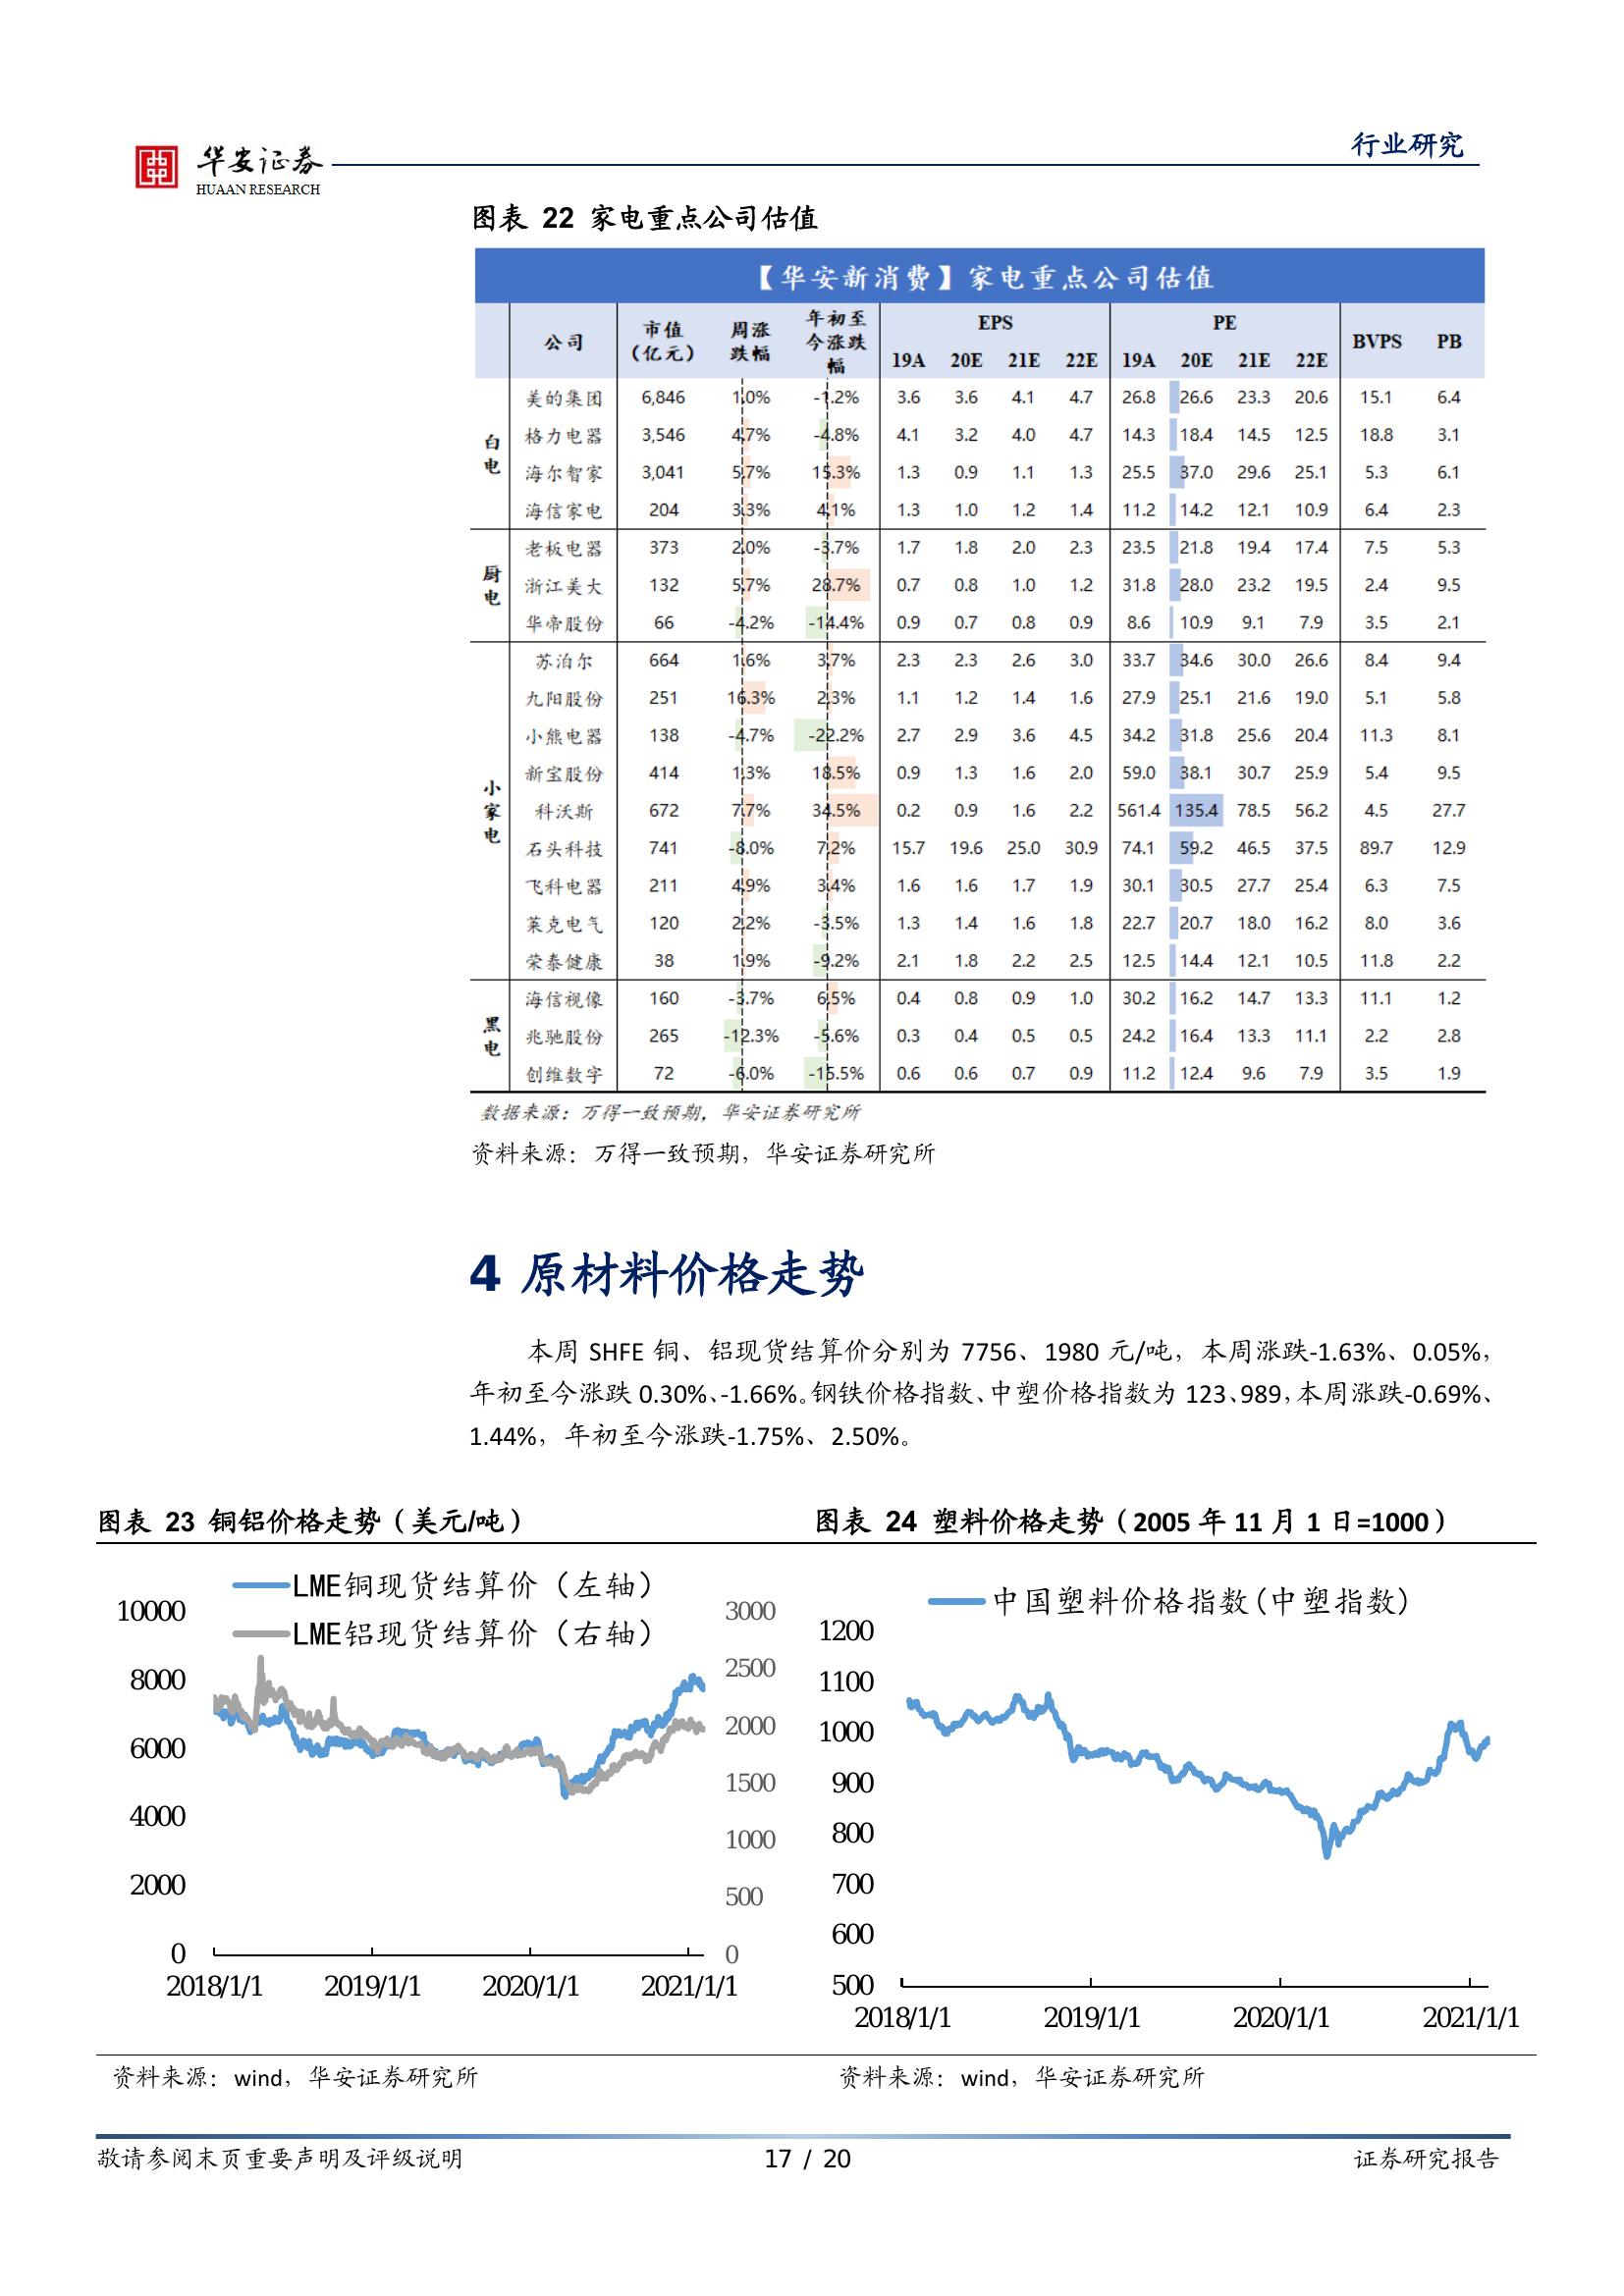 华安证券
HUAAN RESEARCH
行业研究
图表 22 家电重点公司估值
【华安新消费】家电重点公司估值
公司 市值(亿元) 周涨跌幅 年初至今涨跌幅 EPS PE BVPS PB
19A 20E 21E 22E 19A 20E 21E 22E
白电
美的集团 6,846 1.0% -1.2% 3.6 3.6 4.1 4.7 26.8 26.6 23.3 20.6 15.1 6.4
格力电器 3,546 4.7% -4.8% 4.1 3.2 4.0 4.7 14.3 18.4 14.5 12.5 18.8 3.1
海尔智家 3,041 5.7% 15.3% 1.3 0.9 1.1 1.3 25.5 37.0 29.6 25.1 5.3 6.1
海信家电 204 3.3% 4.1% 1.3 1.0 1.2 1.4 11.2 14.2 12.1 10.9 6.4 2.3
厨电
老板电器 373 2.0% -3.7% 1.7 1.8 2.0 2.3 23.5 21.8 19.4 17.4 7.5 5.3
浙江美大 132 5.7% 28.7% 0.7 0.8 1.0 1.2 31.8 28.0 23.2 19.5 2.4 9.5
华帝股份 66 -4.2% -14.4% 0.9 0.7 0.8 0.9 8.6 10.9 9.1 7.9 3.5 2.1
小家电
苏泊尔 664 1.6% 3.7% 2.3 2.3 2.6 3.0 33.7 34.6 30.0 26.6 8.4 9.4
九阳股份 251 16.3% 2.3% 1.1 1.2 1.4 1.6 27.9 25.1 21.6 19.0 5.1 5.8
小熊电器 138 -4.7% -22.2% 2.7 2.9 3.6 4.5 34.2 31.8 25.6 20.4 11.3 8.1
新宝股份 414 1.3% 18.5% 0.9 1.3 1.6 2.0 59.0 38.1 30.7 25.9 5.4 9.5
科沃斯 672 7.7% 34.5% 0.2 0.9 1.6 2.2 561.4 135.4 78.5 56.2 4.5 27.7
石头科技 741 -8.0% 7.2% 15.7 19.6 25.0 30.9 74.1 59.2 46.5 37.5 89.7 12.9
飞科电器 211 4.9% 3.4% 1.6 1.6 1.7 1.9 30.1 30.5 27.7 25.4 6.3 7.5
莱克电气 120 2.2% -3.5% 1.3 1.4 1.6 1.8 22.7 20.7 18.0 16.2 8.0 3.6
荣泰健康 38 1.9% -9.2% 2.1 1.8 2.2 2.5 12.5 14.4 12.1 10.5 11.8 2.2
黑电
海信视像 160 -3.7% 6.5% 0.4 0.8 0.9 1.0 30.2 16.2 14.7 13.3 11.1 1.2
兆驰股份 265 -12.3% -5.6% 0.3 0.4 0.5 0.5 24.2 16.4 13.3 11.1 2.2 2.8
创维数字 72 -6.0% -15.5% 0.6 0.6 0.7 0.9 11.2 12.4 9.6 7.9 3.5 1.9
数据来源：万得一致预期，华安证券研究所
资料来源：万得一致预期，华安证券研究所
4 原材料价格走势
本周 SHFE 铜、铝现货结算价分别为 7756、1980 元/吨，本周涨跌-1.63%、0.05%，
年初至今涨跌 0.30%、-1.66%。钢铁价格指数、中塑价格指数为 123、989，本周涨跌-0.69%、
1.44%，年初至今涨跌-1.75%、2.50%。
图表 23 铜铝价格走势（美元/吨）
LME铜现货结算价（左轴）
LME铝现货结算价（右轴）
10000
8000
6000
4000
2000
0
3000
2500
2000
1500
1000
500
0
2018/1/1 2019/1/1 2020/1/1 2021/1/1
资料来源：wind，华安证券研究所
图表 24 塑料价格走势（2005 年 11 月 1 日=1000）
中国塑料价格指数(中塑指数)
1200
1100
1000
900
800
700
600
500
2018/1/1 2019/1/1 2020/1/1 2021/1/1
资料来源：wind，华安证券研究所
敬请参阅末页重要声明及评级说明 17 / 20 证券研究报告